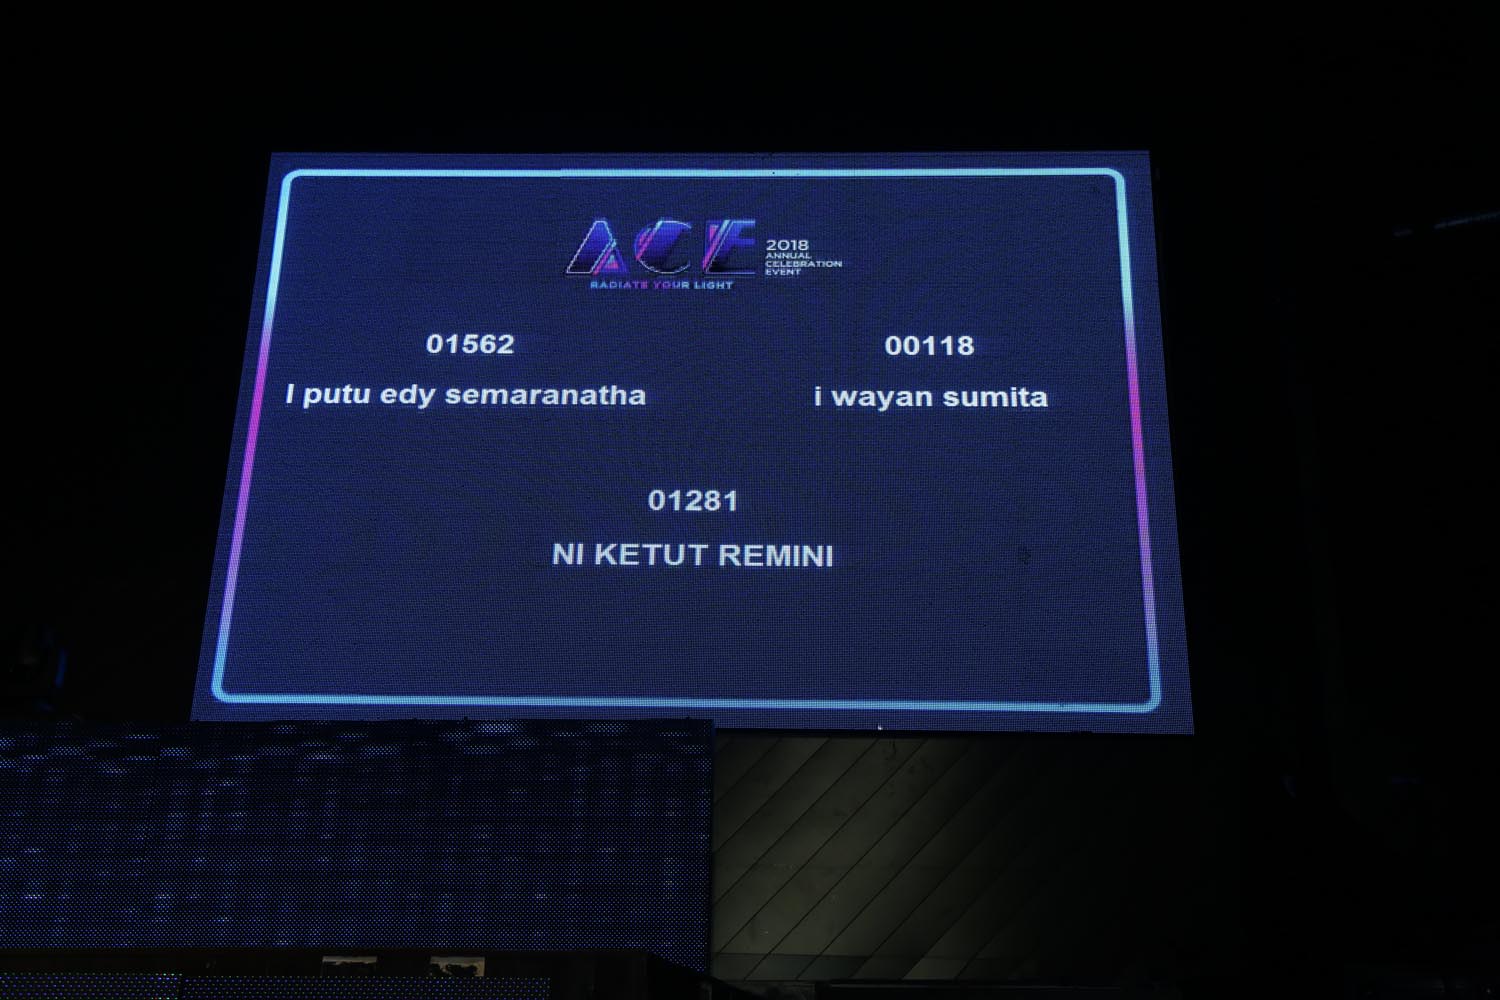 ACE
2018
ANNUAL
CELEBRATION
EVENT
RADIATE YOUR LIGHT
01562
I putu edy semaranatha
00118
i wayan sumita
01281
NI KETUT REMINI